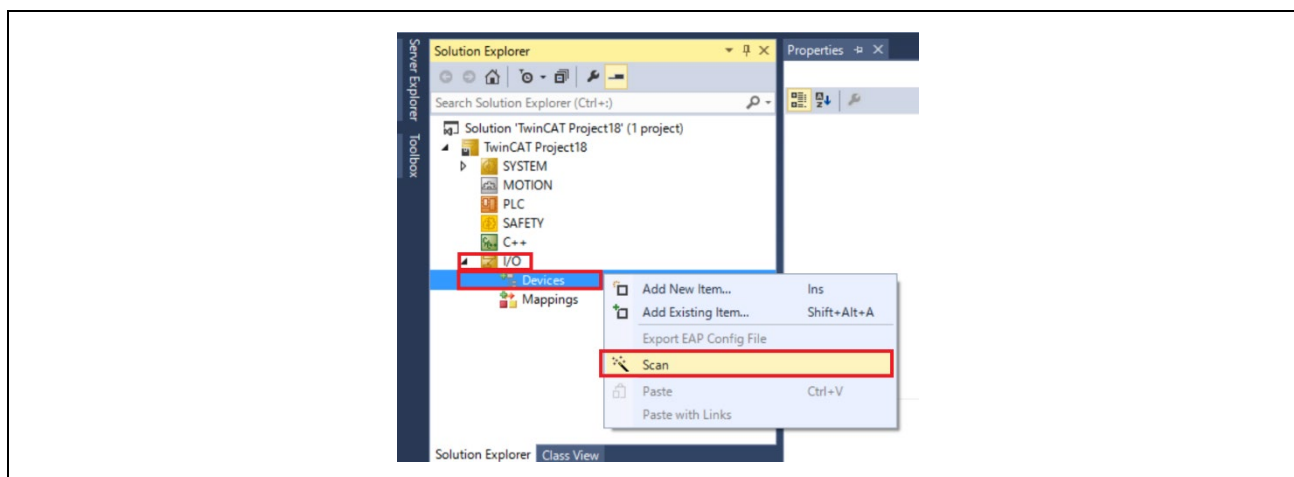 Server Explorer
Toolbox
Solution Explorer
Search Solution Explorer (Ctrl+:)
Solution 'TwinCAT Project18' (1 project)
TwinCAT Project18
SYSTEM
MOTION
PLC
SAFETY
C++
I/O
Devices
Mappings
Solution Explorer Class View
Properties
Add New Item... Ins
Add Existing Item... Shift+Alt+A
Export EAP Config File
Scan
Paste Ctrl+V
Paste with Links